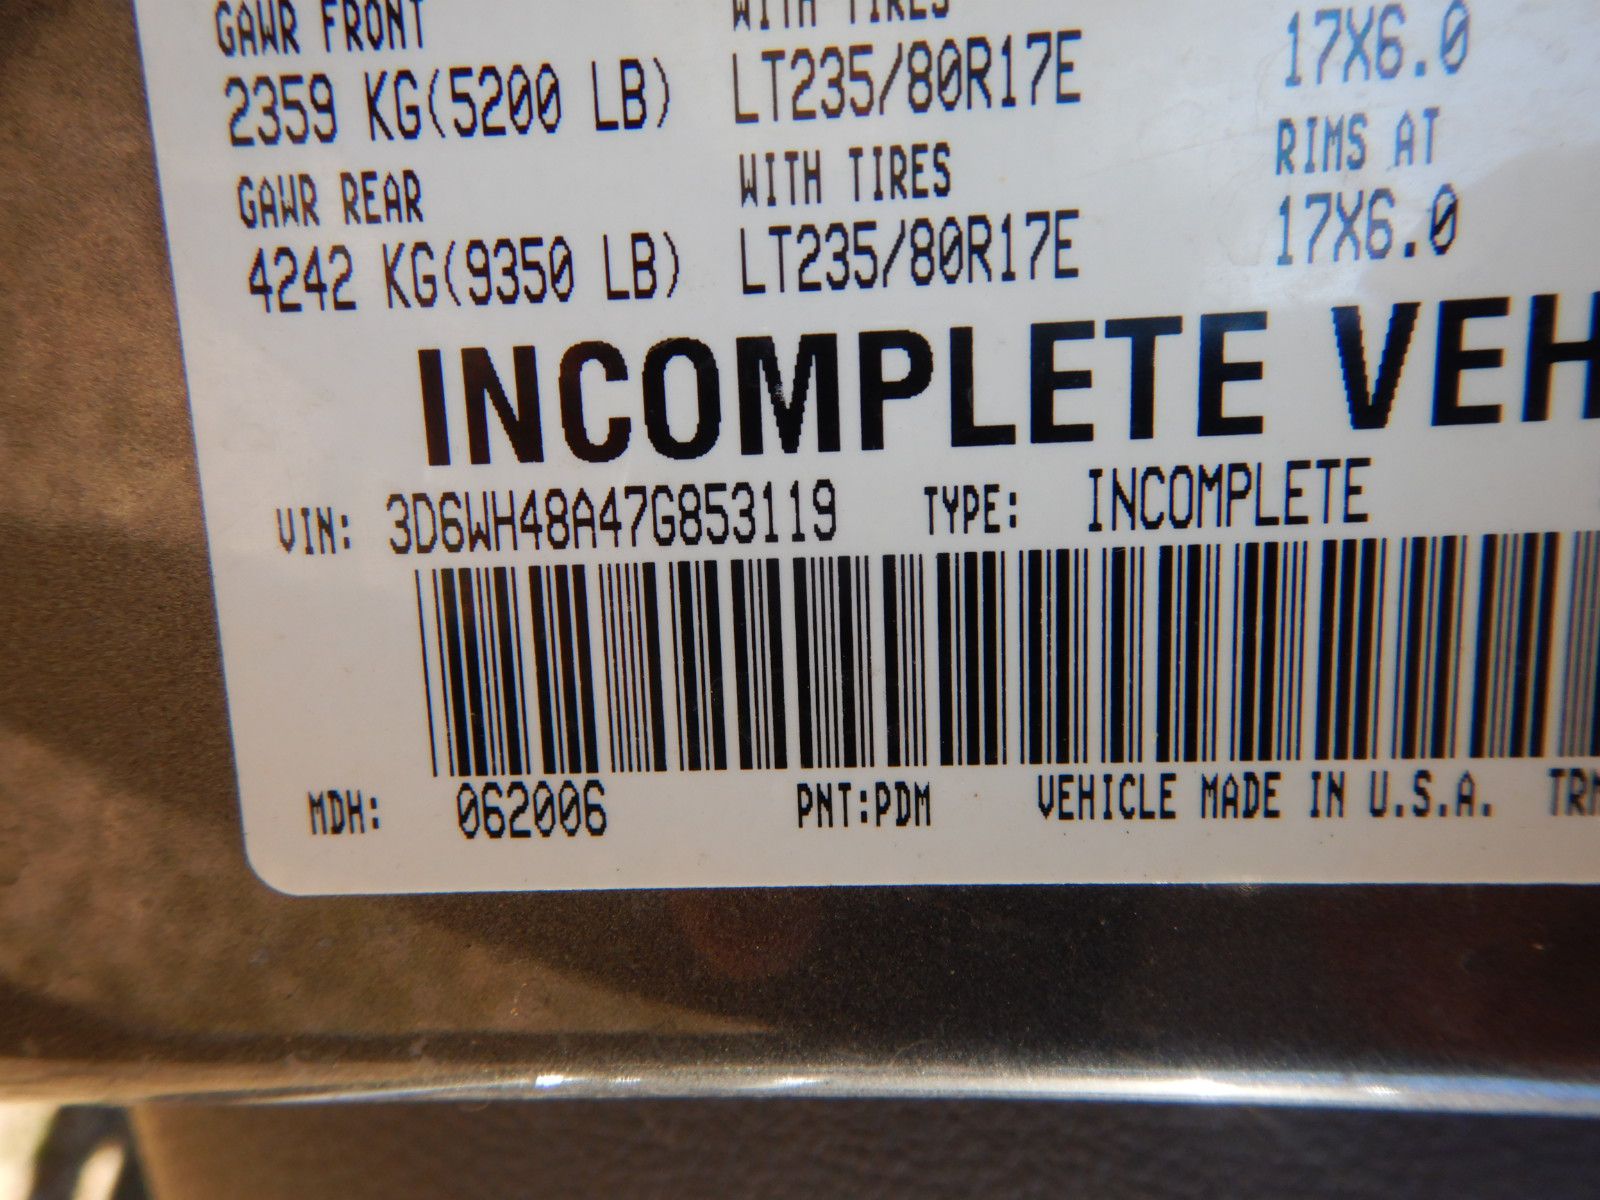 GAWR FRONT WITH TIRES
2359 KG(5200 LB) LT235/80R17E 17X6.0
GAWR REAR WITH TIRES RIMS AT
4242 KG(9350 LB) LT235/80R17E 17X6.0
INCOMPLETE VEH
VIN: 3D6WH48A47G853119 TYPE: INCOMPLETE
MDH: 062006 PNT:PDM VEHICLE MADE IN U.S.A.